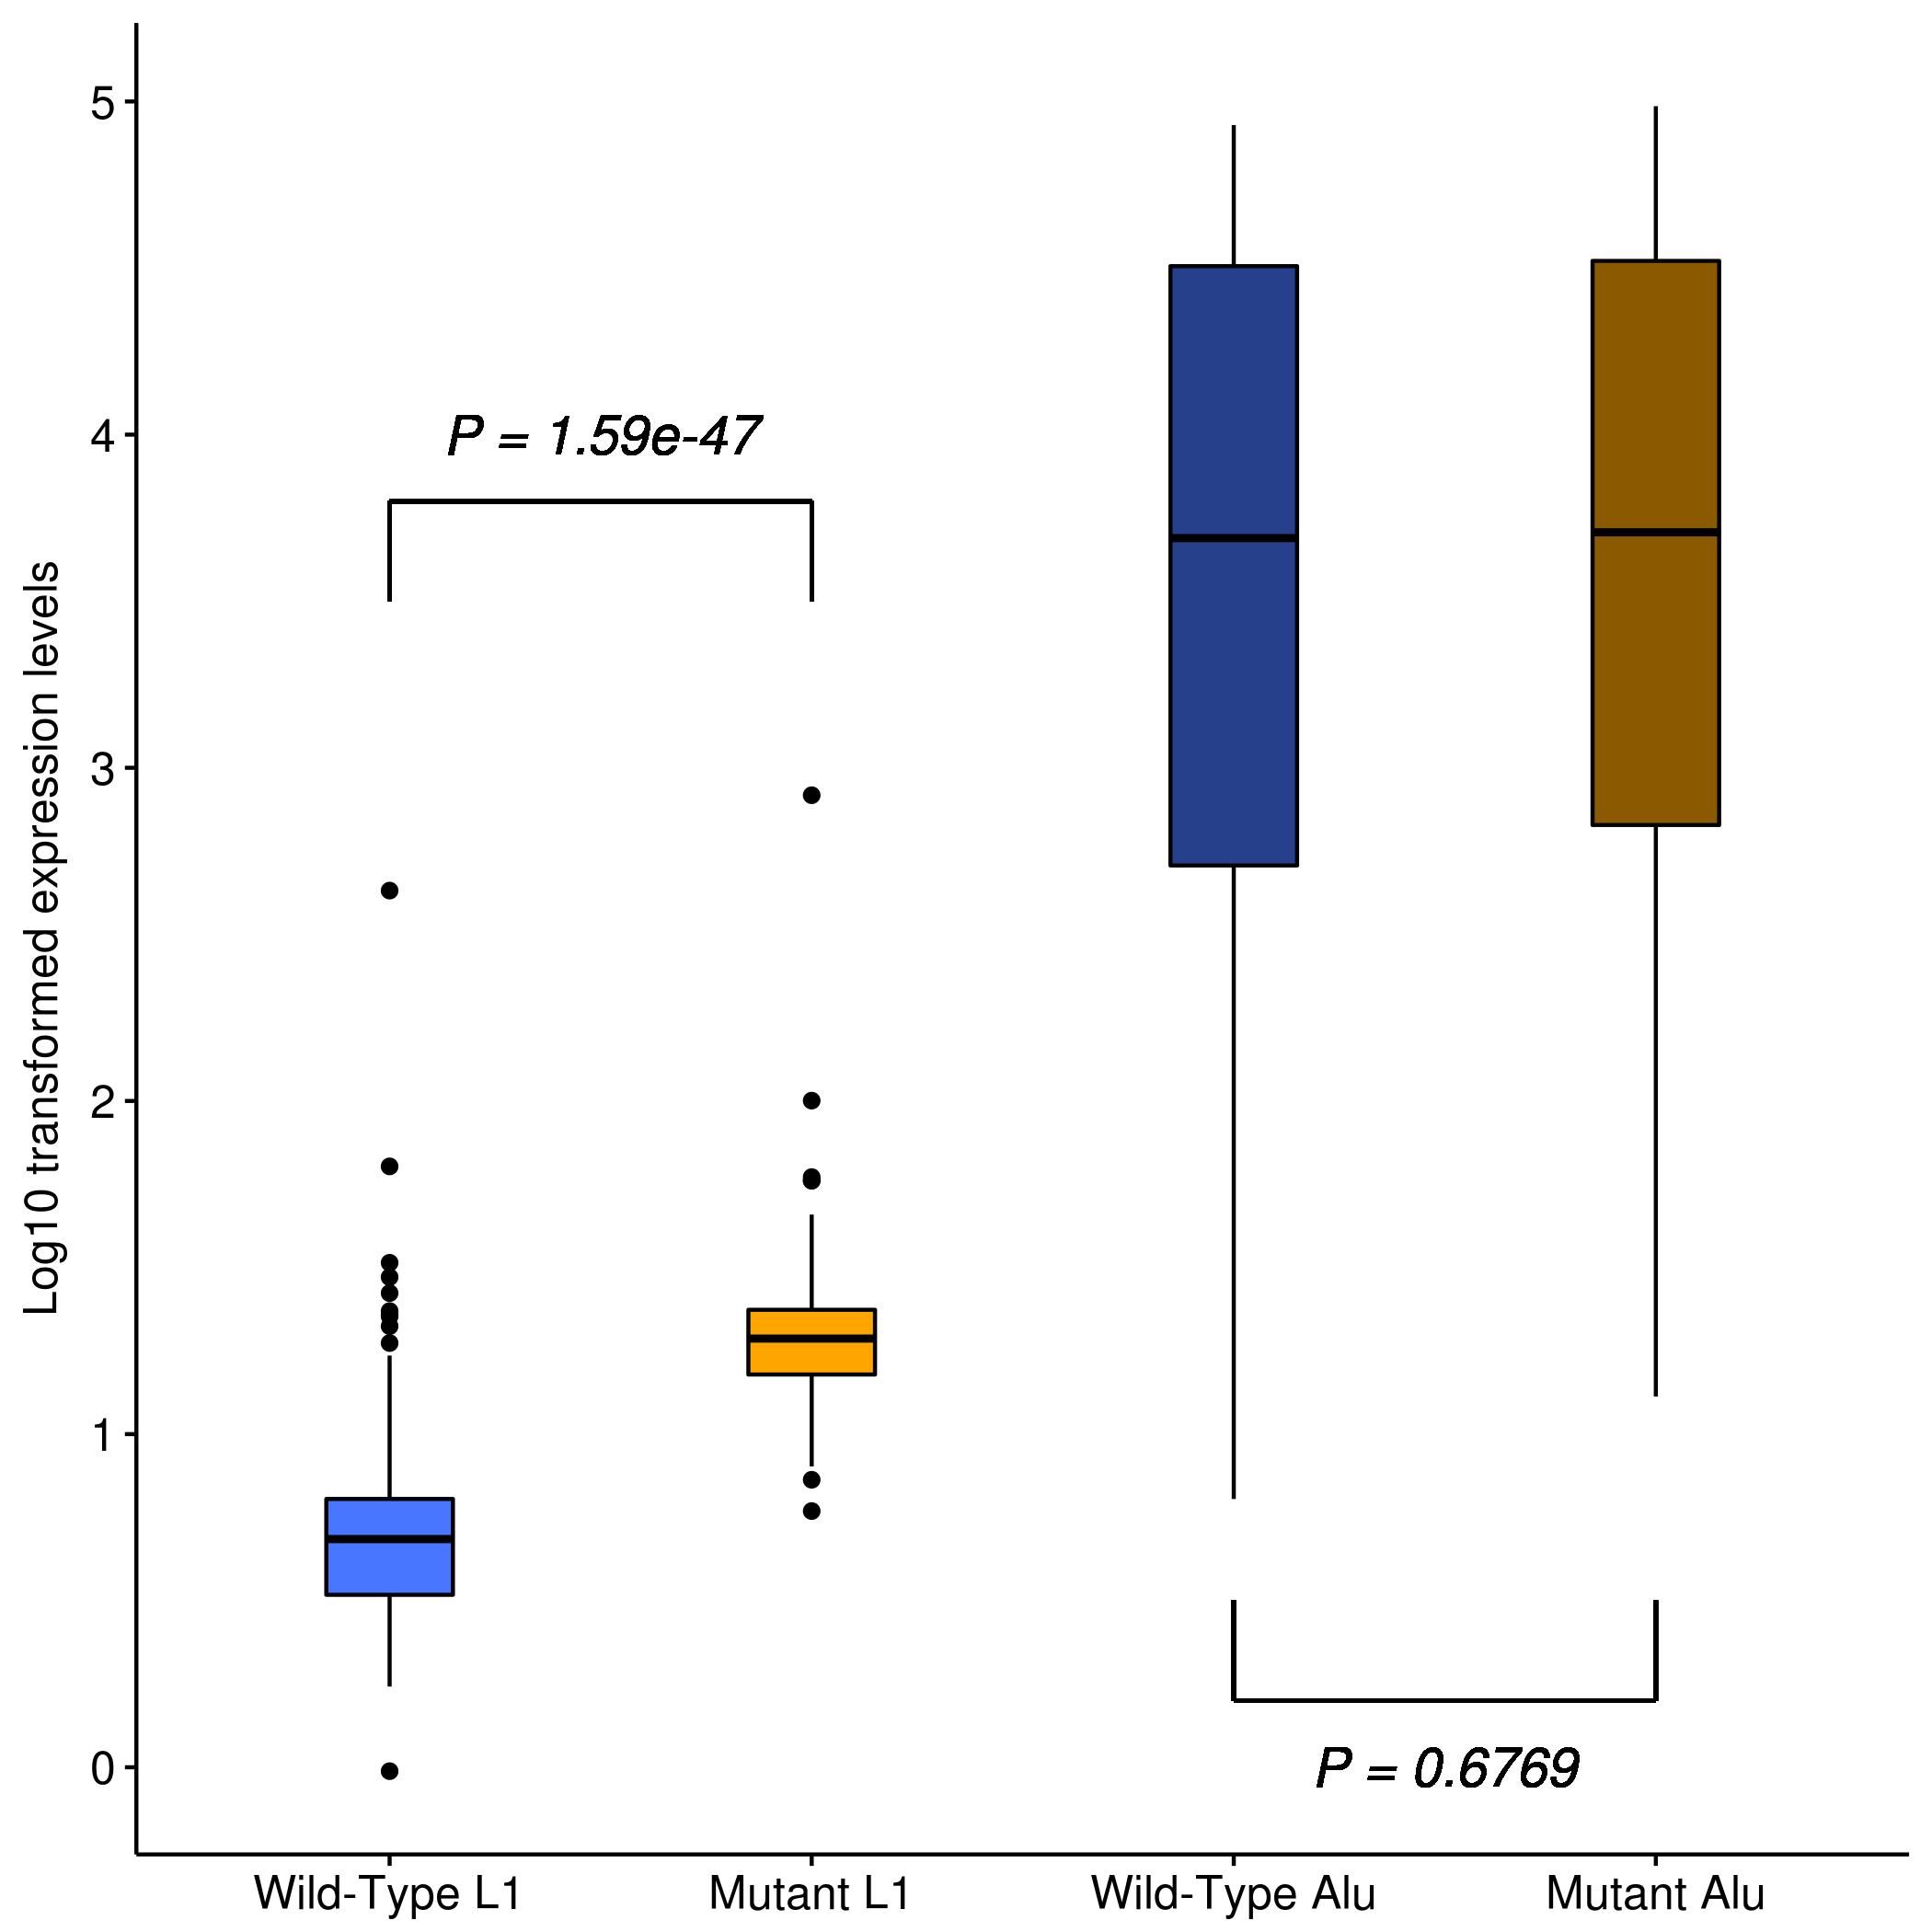 Log10 transformed expression levels
5
4
3
2
1
0
P = 1.59e-47
P = 0.6769
Wild-Type L1
Mutant L1
Wild-Type Alu
Mutant Alu